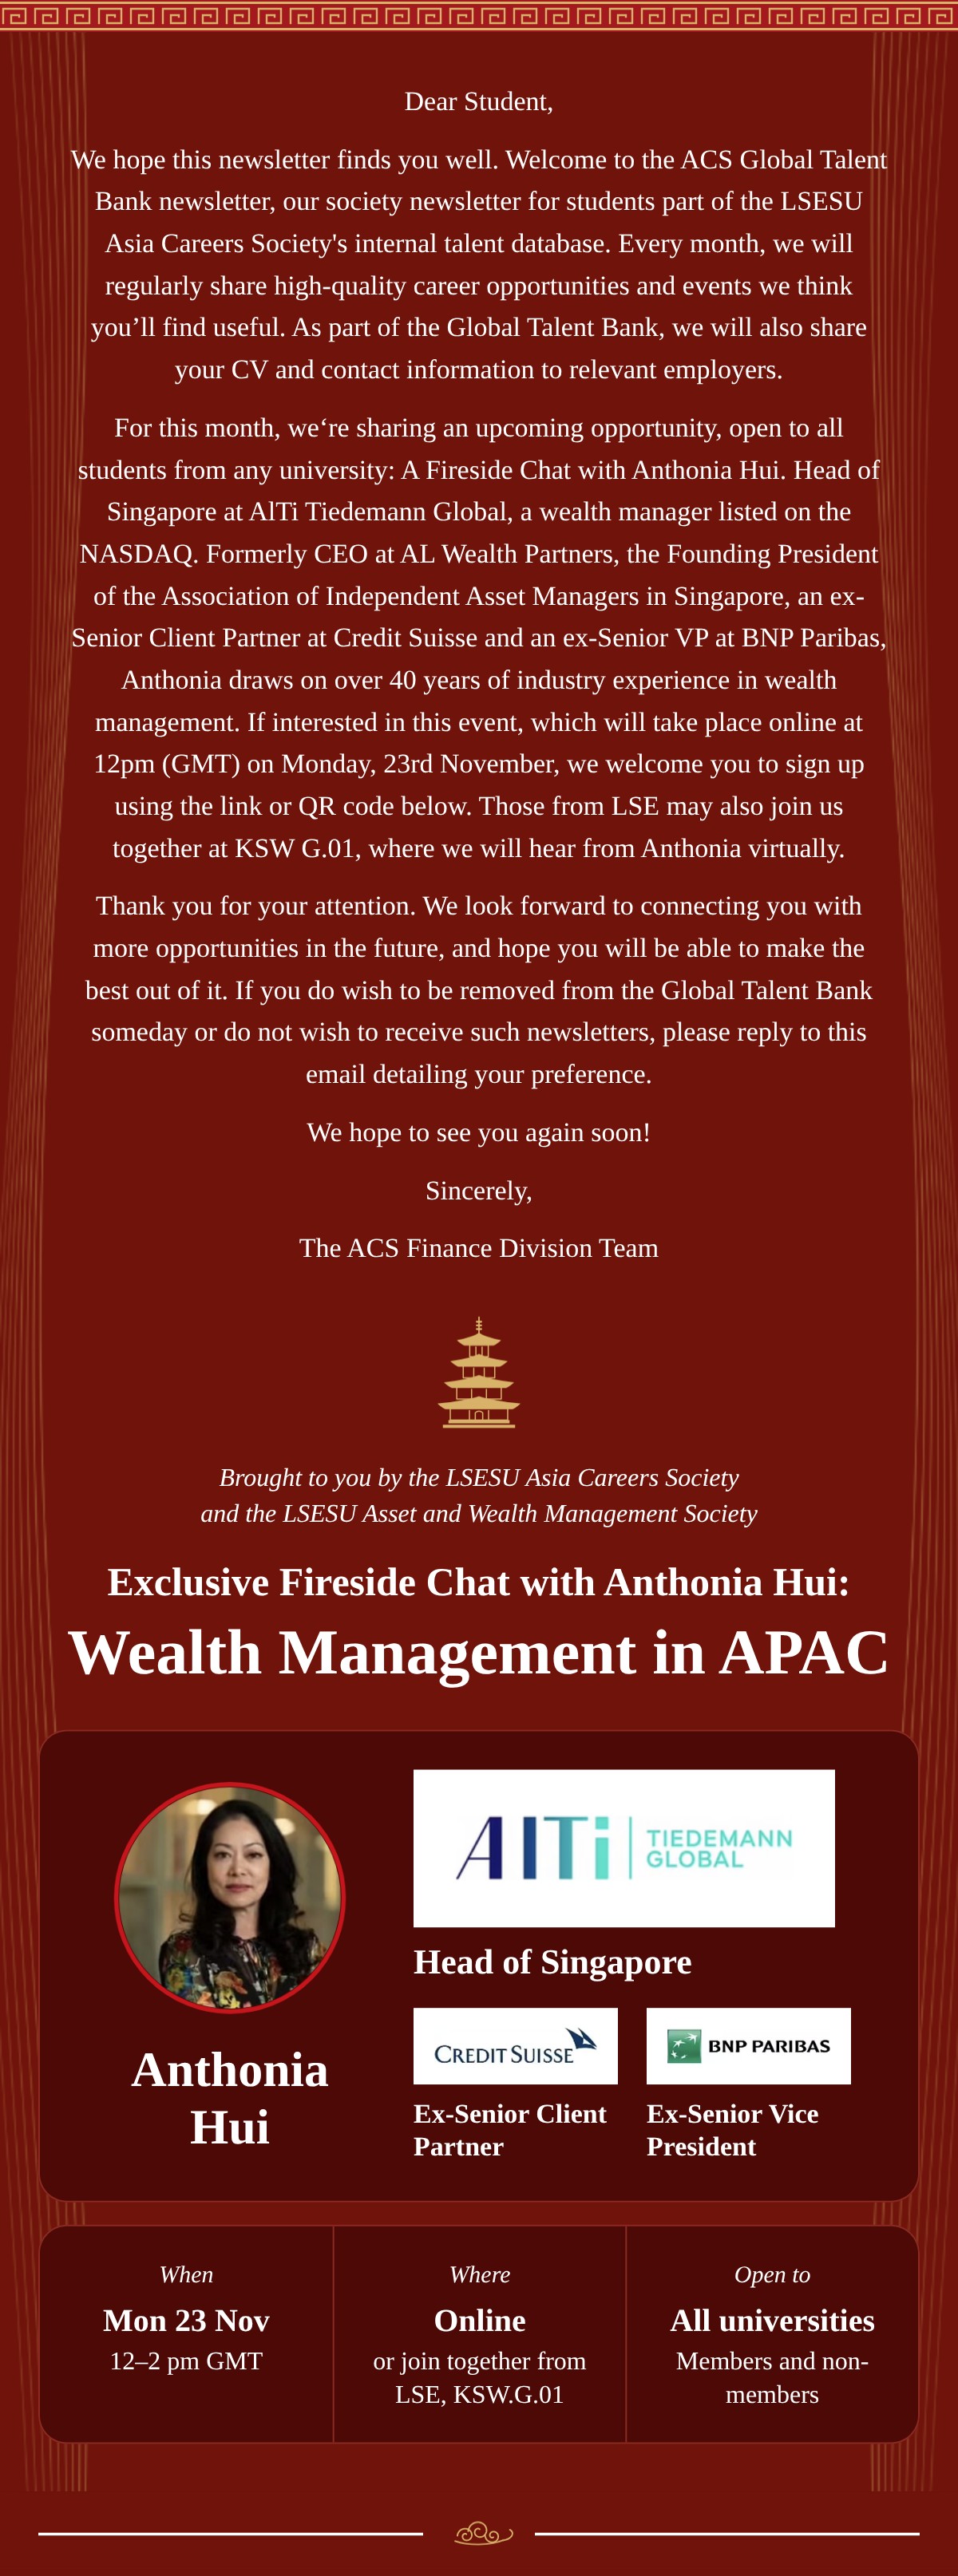 Dear Student,
We hope this newsletter finds you well. Welcome to the ACS Global Talent
Bank newsletter, our society newsletter for students part of the LSESU
Asia Careers Society's internal talent database. Every month, we will
regularly share high-quality career opportunities and events we think
you’ll find useful. As part of the Global Talent Bank, we will also share
your CV and contact information to relevant employers.
For this month, we‘re sharing an upcoming opportunity, open to all
students from any university: A Fireside Chat with Anthonia Hui. Head of
Singapore at AlTi Tiedemann Global, a wealth manager listed on the
NASDAQ. Formerly CEO at AL Wealth Partners, the Founding President
of the Association of Independent Asset Managers in Singapore, an ex-
Senior Client Partner at Credit Suisse and an ex-Senior VP at BNP Paribas,
Anthonia draws on over 40 years of industry experience in wealth
management. If interested in this event, which will take place online at
12pm (GMT) on Monday, 23rd November, we welcome you to sign up
using the link or QR code below. Those from LSE may also join us
together at KSW G.01, where we will hear from Anthonia virtually.
Thank you for your attention. We look forward to connecting you with
more opportunities in the future, and hope you will be able to make the
best out of it. If you do wish to be removed from the Global Talent Bank
someday or do not wish to receive such newsletters, please reply to this
email detailing your preference.
We hope to see you again soon!
Sincerely,
The ACS Finance Division Team
Brought to you by the LSESU Asia Careers Society
and the LSESU Asset and Wealth Management Society
Exclusive Fireside Chat with Anthonia Hui:
Wealth Management in APAC
Anthonia
Hui
AlTi TIEDEMANN
GLOBAL
Head of Singapore
CREDIT SUISSE
Ex-Senior Client
Partner
BNP PARIBAS
Ex-Senior Vice
President
When
Mon 23 Nov
12–2 pm GMT
Where
Online
or join together from
LSE, KSW.G.01
Open to
All universities
Members and non-
members